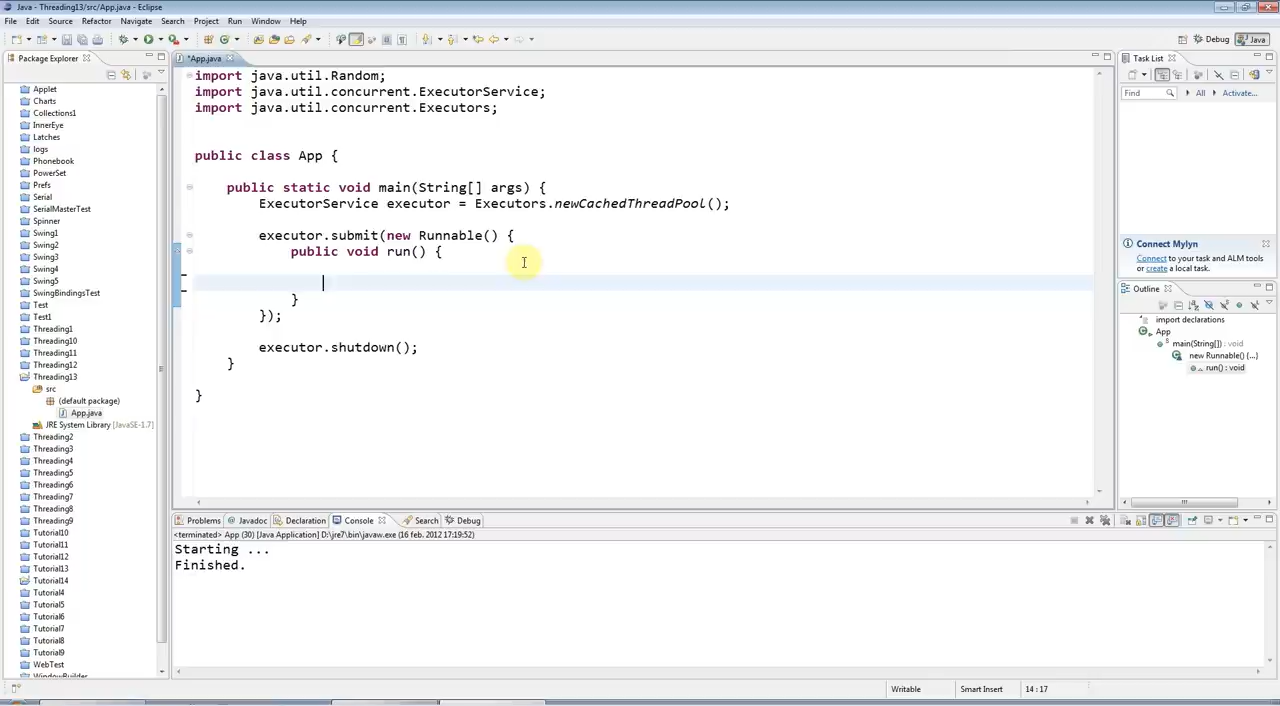 Java - Threading13/src/App.java - Eclipse
File Edit Source Refactor Navigate Search Project Run Window Help
Debug Java
Package Explorer
Applet
Charts
Collections1
InnerEye
Latches
logs
Phonebook
PowerSet
Prefs
Serial
SerialMasterTest
Spinner
Swing1
Swing2
Swing3
Swing4
Swing5
SwingBindingsTest
Test
Test1
Threading1
Threading10
Threading11
Threading12
Threading13
src
(default package)
App.java
JRE System Library [JavaSE-1.7]
Threading2
Threading3
Threading4
Threading5
Threading6
Threading7
Threading8
Threading9
Tutorial10
Tutorial11
Tutorial12
Tutorial13
Tutorial14
Tutorial4
Tutorial5
Tutorial6
Tutorial7
Tutorial8
Tutorial9
WebTest
WindowBuilder
*App.java
import java.util.Random;
import java.util.concurrent.ExecutorService;
import java.util.concurrent.Executors;
public class App {
public static void main(String[] args) {
ExecutorService executor = Executors.newCachedThreadPool();
executor.submit(new Runnable() {
public void run() {
}
});
executor.shutdown();
}
}
Task List
Find All Activate...
Connect Mylyn
Connect to your task and ALM tools
or create a local task.
Outline
import declarations
App
main(String[]) : void
new Runnable() {...}
run() : void
Problems Javadoc Declaration Console Search Debug
<terminated> App (30) [Java Application] D:\jre7\bin\javaw.exe (16 feb. 2012 17:19:52)
Starting ...
Finished.
Writable Smart Insert 14 : 17